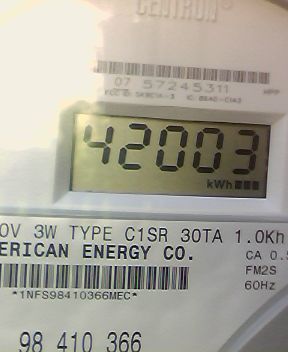 CENTRON
07 57245311
42003
kWh
0V 3W TYPE C1SR 30TA 1.0Kh
ERICAN ENERGY CO.
CA 0.5
FM2S
60Hz
*1NFS98410366MEC*
98 410 366